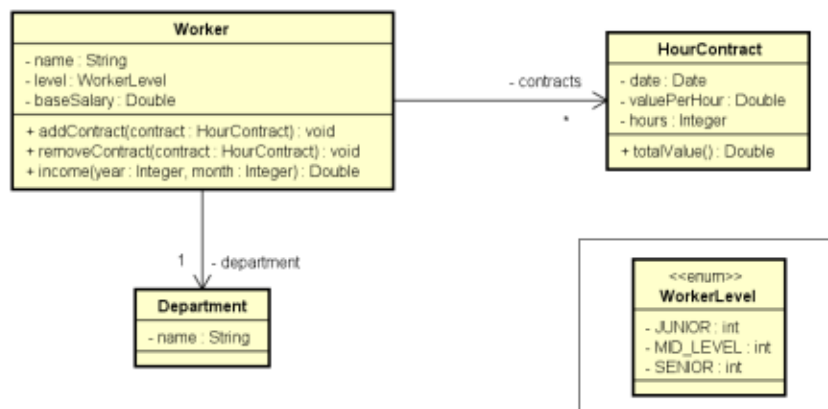 Worker
- name : String
- level : WorkerLevel
- baseSalary : Double
+ addContract(contract : HourContract) : void
+ removeContract(contract : HourContract) : void
+ income(year : Integer, month : Integer) : Double
- contracts
*
HourContract
- date : Date
- valuePerHour : Double
- hours : Integer
+ totalValue() : Double
1
- department
Department
- name : String
<<enum>>
WorkerLevel
- JUNIOR : int
- MID_LEVEL : int
- SENIOR : int